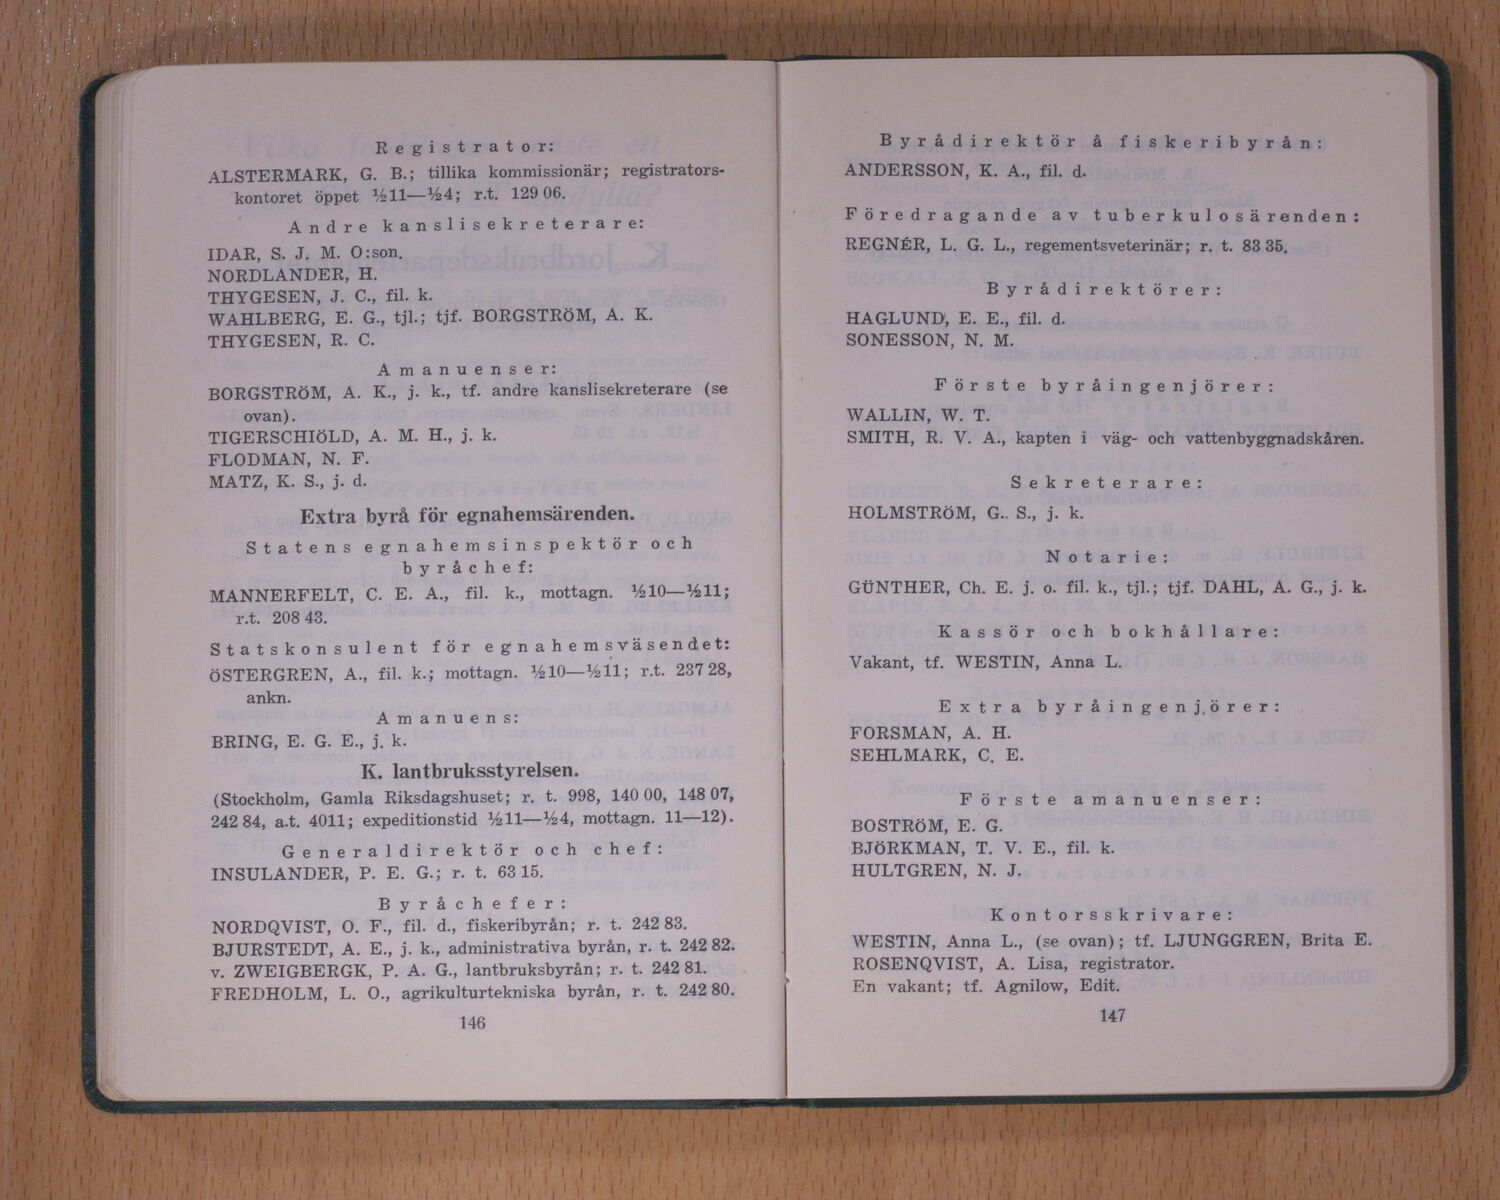 Registrator:
ALSTERMARK, G. B.; tillika kommissionär; registrators-
kontoret öppet ½11—½4; r.t. 129 06.
Andre kanslisekreterare:
IDAR, S. J. M. O:son.
NORDLANDER, H.
THYGESEN, J. C., fil. k.
WAHLBERG, E. G., tjl.; tjf. BORGSTRÖM, A. K.
THYGESEN, R. C.
Amanuenser:
BORGSTRÖM, A. K., j. k., tf. andre kanslisekreterare (se
ovan).
TIGERSCHIÖLD, A. M. H., j. k.
FLODMAN, N. F.
MATZ, K. S., j. d.
Extra byrå för egnahemsärenden.
Statens egnahemsinspektör och
byråchef:
MANNERFELT, C. E. A., fil. k., mottagn. ½10—½11;
r.t. 208 43.
Statskonsulent för egnahemsväsendet:
ÖSTERGREN, A., fil. k.; mottagn. ½10—½11; r.t. 237 28,
ankn.
Amanuens:
BRING, E. G. E., j. k.
K. lantbruksstyrelsen.
(Stockholm, Gamla Riksdagshuset; r. t. 998, 140 00, 148 07,
242 84, a.t. 4011; expeditionstid ½11—½4, mottagn. 11—12).
Generaldirektör och chef:
INSULANDER, P. E. G.; r. t. 63 15.
Byråchefer:
NORDQVIST, O. F., fil. d., fiskeribyrån; r. t. 242 83.
BJURSTEDT, A. E., j. k., administrativa byrån, r. t. 242 82.
v. ZWEIGBERGK, P. A. G., lantbruksbyrån; r. t. 242 81.
FREDHOLM, L. O., agrikulturtekniska byrån, r. t. 242 80.
146
Byrådirektör å fiskeribyrån:
ANDERSSON, K. A., fil. d.
Föredragande av tuberkulosärenden:
REGNÉR, L. G. L., regementsveterinär; r. t. 83 35.
Byrådirektörer:
HAGLUND, E. E., fil. d.
SONESSON, N. M.
Förste byråingenjörer:
WALLIN, W. T.
SMITH, R. V. A., kapten i väg- och vattenbyggnadskåren.
Sekreterare:
HOLMSTRÖM, G. S., j. k.
Notarie:
GÜNTHER, Ch. E. j. o. fil. k., tjl.; tjf. DAHL, A. G., j. k.
Kassör och bokhållare:
Vakant, tf. WESTIN, Anna L.
Extra byråingenjörer:
FORSMAN, A. H.
SEHLMARK, C. E.
Förste amanuenser:
BOSTRÖM, E. G.
BJÖRKMAN, T. V. E., fil. k.
HULTGREN, N. J.
Kontorsskrivare:
WESTIN, Anna L., (se ovan); tf. LJUNGGREN, Brita E.
ROSENQVIST, A. Lisa, registrator.
En vakant; tf. Agnilow, Edit.
147